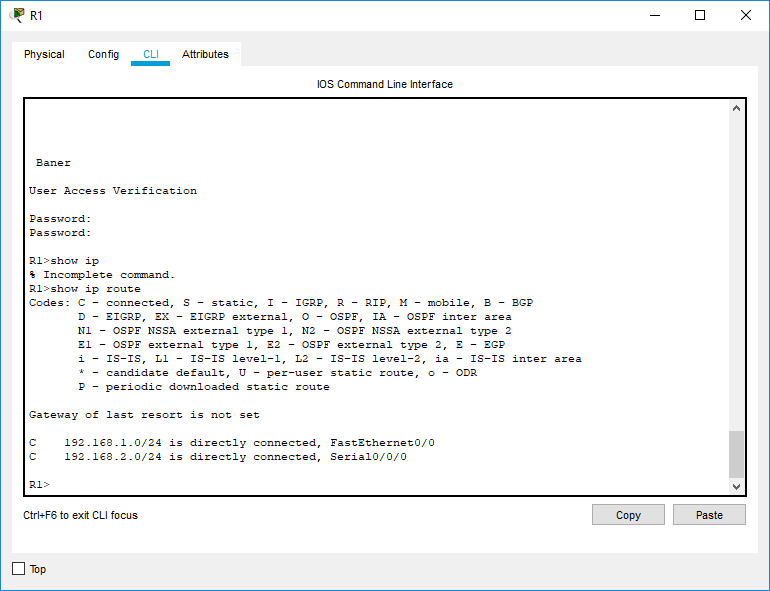 R1
Physical Config CLI Attributes
IOS Command Line Interface
Baner
User Access Verification
Password:
Password:
R1>show ip
% Incomplete command.
R1>show ip route
Codes: C - connected, S - static, I - IGRP, R - RIP, M - mobile, B - BGP
D - EIGRP, EX - EIGRP external, O - OSPF, IA - OSPF inter area
N1 - OSPF NSSA external type 1, N2 - OSPF NSSA external type 2
E1 - OSPF external type 1, E2 - OSPF external type 2, E - EGP
i - IS-IS, L1 - IS-IS level-1, L2 - IS-IS level-2, ia - IS-IS inter area
* - candidate default, U - per-user static route, o - ODR
P - periodic downloaded static route
Gateway of last resort is not set
C 192.168.1.0/24 is directly connected, FastEthernet0/0
C 192.168.2.0/24 is directly connected, Serial0/0/0
R1>
Ctrl+F6 to exit CLI focus
Copy Paste
Top